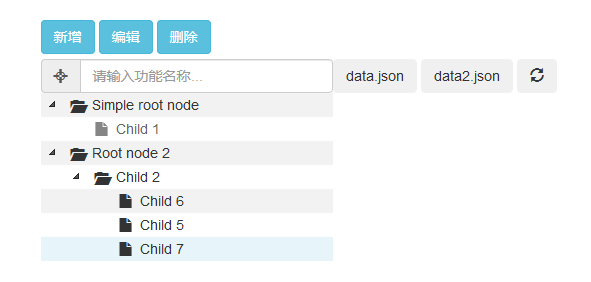 新增 编辑 删除
请输入功能名称... data.json data2.json
Simple root node
Child 1
Root node 2
Child 2
Child 6
Child 5
Child 7